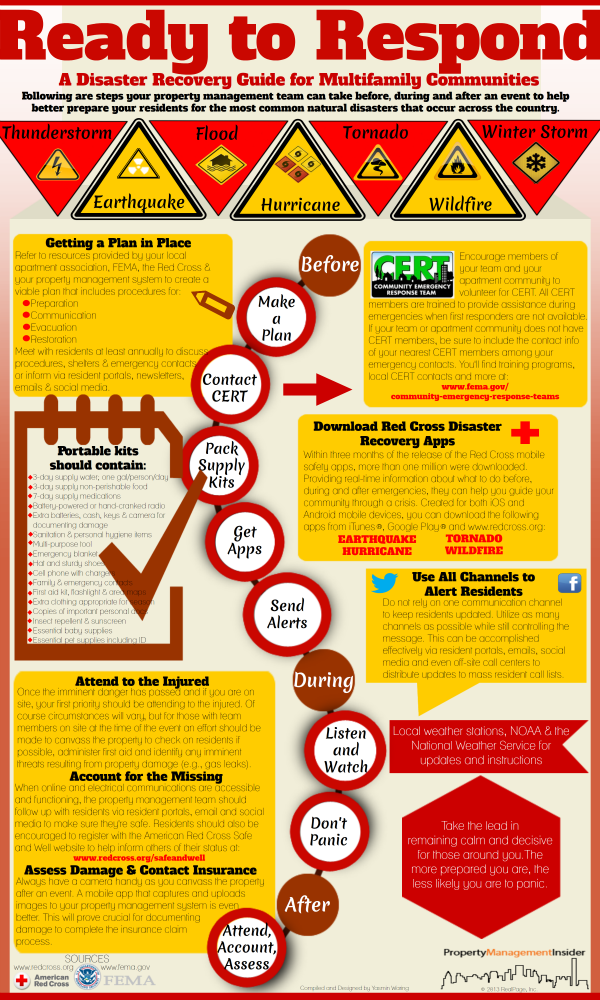 Ready to Respond
A Disaster Recovery Guide for Multifamily Communities
Following are steps your property management team can take before, during and after an event to help
better prepare your residents for the most common natural disasters that occur across the country.
Thunderstorm
Flood
Tornado
Winter Storm
Earthquake
Hurricane
Wildfire
Getting a Plan in Place
Refer to resources provided by your local
apartment association, FEMA, the Red Cross &
your property management system to create a
viable plan that includes procedures for:
Preparation
Communication
Evacuation
Restoration
Meet with residents at least annually to discuss
procedures, shelters & emergency contacts
or inform via resident portals, newsletters,
emails & social media.
Before
Make
a
Plan
Contact
CERT
Pack
Supply
Kits
Get
Apps
Send
Alerts
CERT
COMMUNITY EMERGENCY
RESPONSE TEAM
Encourage members of
your team and your
apartment community to
volunteer for CERT. All CERT
members are trained to provide assistance during
emergencies when first responders are not available.
If your team or apartment community does not have
CERT members, be sure to include the contact info
of your nearest CERT members among your
emergency contacts. You'll find training programs,
local CERT contacts and more at:
www.fema.gov/
community-emergency-response-teams
Portable kits
should contain:
3-day supply water, one gal/person/day
3-day supply non-perishable food
7-day supply medications
Battery-powered or hand-cranked radio
Extra batteries, cash, keys & camera for
documenting damage
Sanitation & personal hygiene items
Multi-purpose tool
Emergency blanket
Hat and sturdy shoes
Cell phone with chargers
Family & emergency contacts
First aid kit, flashlight & area maps
Extra clothing appropriate for season
Copies of important personal docs
Insect repellent & sunscreen
Essential baby supplies
Essential pet supplies including ID
Download Red Cross Disaster
Recovery Apps
Within three months of the release of the Red Cross mobile
safety apps, more than one million were downloaded.
Providing real-time information about what to do before,
during and after emergencies, they can help you guide your
community through a crisis. Created for both iOS and
Android mobile devices, you can download the following
apps from iTunes®, Google Play® and www.redcross.org:
EARTHQUAKE TORNADO
HURRICANE WILDFIRE
Use All Channels to
Alert Residents
f
Do not rely on one communication channel
to keep residents updated. Utilize as many
channels as possible while still controlling the
message. This can be accomplished
effectively via resident portals, emails, social
media and even off-site call centers to
distribute updates to mass resident call lists.
During
Listen
and
Watch
Don't
Panic
Local weather stations, NOAA & the
National Weather Service for
updates and instructions
Take the lead in
remaining calm and decisive
for those around you.The
more prepared you are, the
less likely you are to panic.
After
Attend,
Account,
Assess
Attend to the Injured
Once the imminent danger has passed and if you are on
site, your first priority should be attending to the injured. Of
course circumstances will vary, but for those with team
members on site at the time of the event an effort should be
made to canvass the property to check on residents if
possible, administer first aid and identify any imminent
threats resulting from property damage (e.g., gas leaks).
Account for the Missing
When online and electrical communications are accessible
and functioning, the property management team should
follow up with residents via resident portals, email and social
media to make sure they're safe. Residents should also be
encouraged to register with the American Red Cross Safe
and Well website to help inform others of their status at:
www.redcross.org/safeandwell
Assess Damage & Contact Insurance
Always have a camera handy as you canvass the property
after an event. A mobile app that captures and uploads
images to your property management system is even
better. This will prove crucial for documenting
damage to complete the insurance claim
process.
SOURCES
www.redcross.org
www.fema.gov
American
Red Cross
FEMA
PropertyManagementInsider
Compiled and Designed by Yasmin Waring
© 2013 RealPage, Inc.